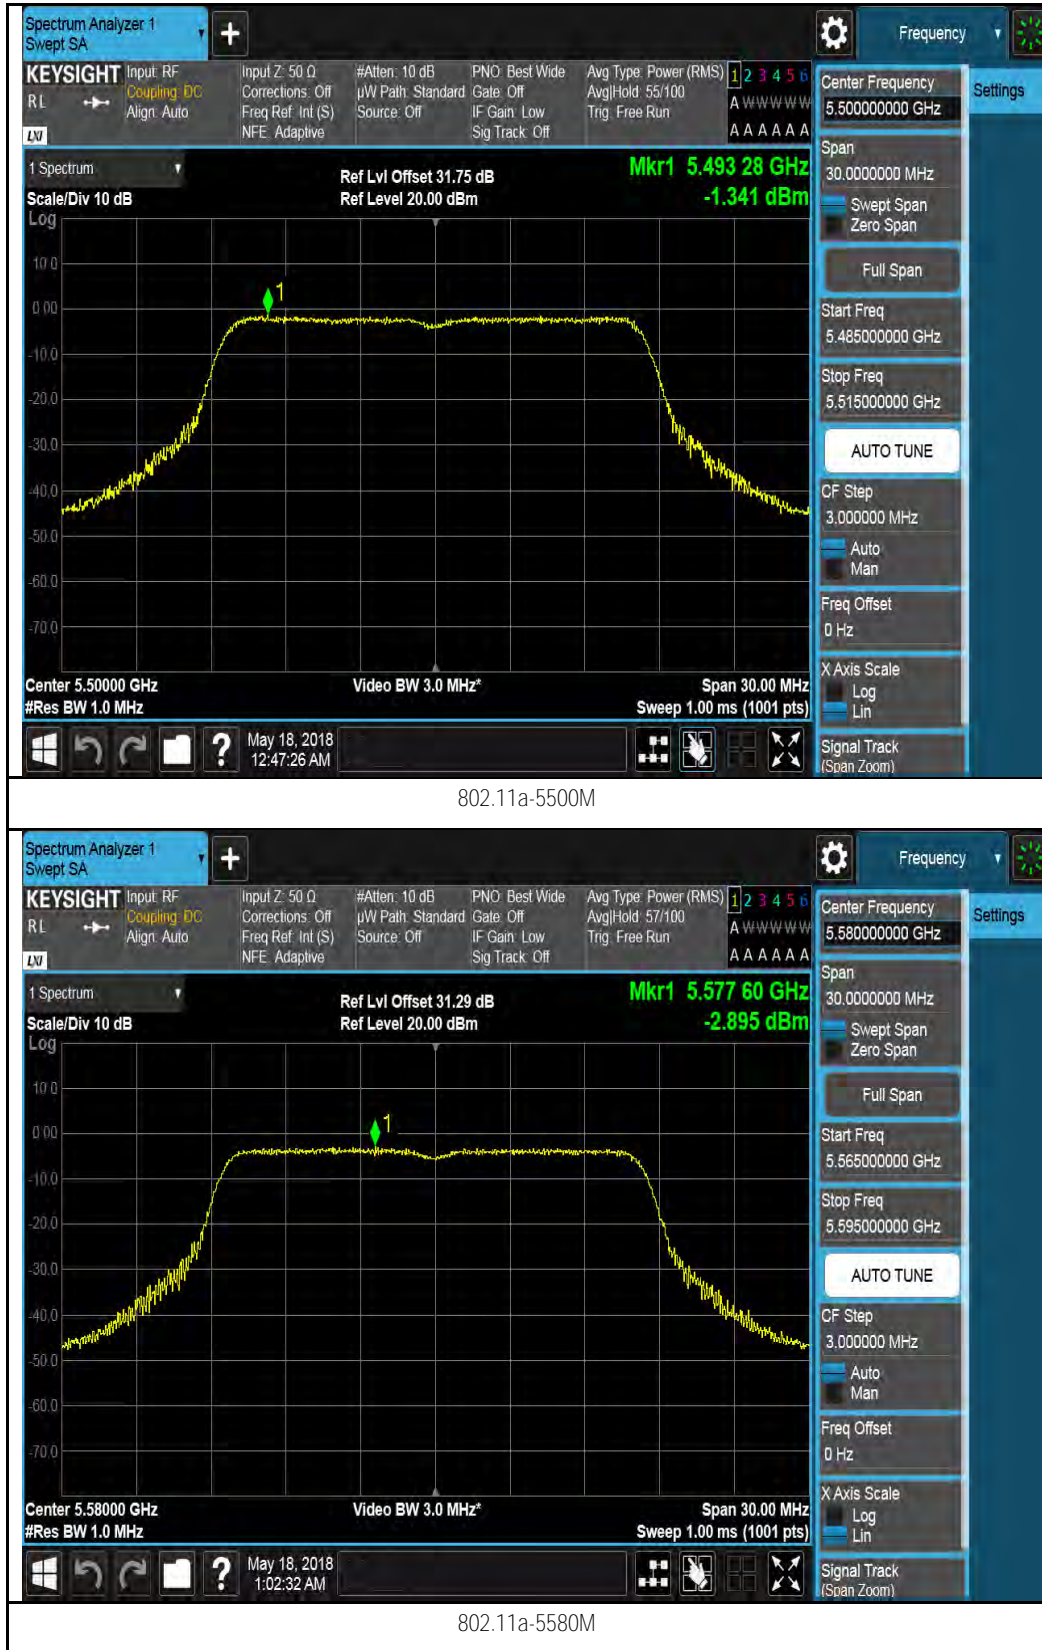 Spectrum Analyzer 1
Swept SA
+
Frequency
KEYSIGHT
RL
LXI
Input: RF
Coupling: DC
Align: Auto
Input Z: 50 Ω
Corrections: Off
Freq Ref: Int (S)
NFE: Adaptive
#Atten: 10 dB
µW Path: Standard
Source: Off
PNO: Best Wide
Gate: Off
IF Gain: Low
Sig Track: Off
Avg Type: Power (RMS)
Avg|Hold: 55/100
Trig: Free Run
1 2 3 4 5 6
A W W W W W
A A A A A A
1 Spectrum
Scale/Div 10 dB
Log
Ref Lvl Offset 31.75 dB
Ref Level 20.00 dBm
Mkr1 5.493 28 GHz
-1.341 dBm
1
10.0
0.00
-10.0
-20.0
-30.0
-40.0
-50.0
-60.0
-70.0
Center 5.50000 GHz
#Res BW 1.0 MHz
Video BW 3.0 MHz*
Span 30.00 MHz
Sweep 1.00 ms (1001 pts)
?
May 18, 2018
12:47:26 AM
Center Frequency
5.500000000 GHz
Span
30.0000000 MHz
Swept Span
Zero Span
Full Span
Start Freq
5.485000000 GHz
Stop Freq
5.515000000 GHz
AUTO TUNE
CF Step
3.000000 MHz
Auto
Man
Freq Offset
0 Hz
X Axis Scale
Log
Lin
Signal Track
(Span Zoom)
Settings
802.11a-5500M
Spectrum Analyzer 1
Swept SA
+
Frequency
KEYSIGHT
RL
LXI
Input: RF
Coupling: DC
Align: Auto
Input Z: 50 Ω
Corrections: Off
Freq Ref: Int (S)
NFE: Adaptive
#Atten: 10 dB
µW Path: Standard
Source: Off
PNO: Best Wide
Gate: Off
IF Gain: Low
Sig Track: Off
Avg Type: Power (RMS)
Avg|Hold: 57/100
Trig: Free Run
1 2 3 4 5 6
A W W W W W
A A A A A A
1 Spectrum
Scale/Div 10 dB
Log
Ref Lvl Offset 31.29 dB
Ref Level 20.00 dBm
Mkr1 5.577 60 GHz
-2.895 dBm
1
10.0
0.00
-10.0
-20.0
-30.0
-40.0
-50.0
-60.0
-70.0
Center 5.58000 GHz
#Res BW 1.0 MHz
Video BW 3.0 MHz*
Span 30.00 MHz
Sweep 1.00 ms (1001 pts)
?
May 18, 2018
1:02:32 AM
Center Frequency
5.580000000 GHz
Span
30.0000000 MHz
Swept Span
Zero Span
Full Span
Start Freq
5.565000000 GHz
Stop Freq
5.595000000 GHz
AUTO TUNE
CF Step
3.000000 MHz
Auto
Man
Freq Offset
0 Hz
X Axis Scale
Log
Lin
Signal Track
(Span Zoom)
Settings
802.11a-5580M